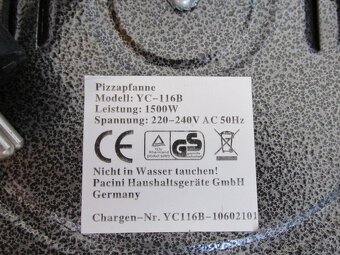 Pizzapfanne
Modell: YC-116B
Leistung: 1500W
Spannung: 220-240V AC 50Hz
CE
GS
Nicht in Wasser tauchen!
Pacini Haushaltsgeräte GmbH
Germany
Chargen-Nr. YC116B-10602101